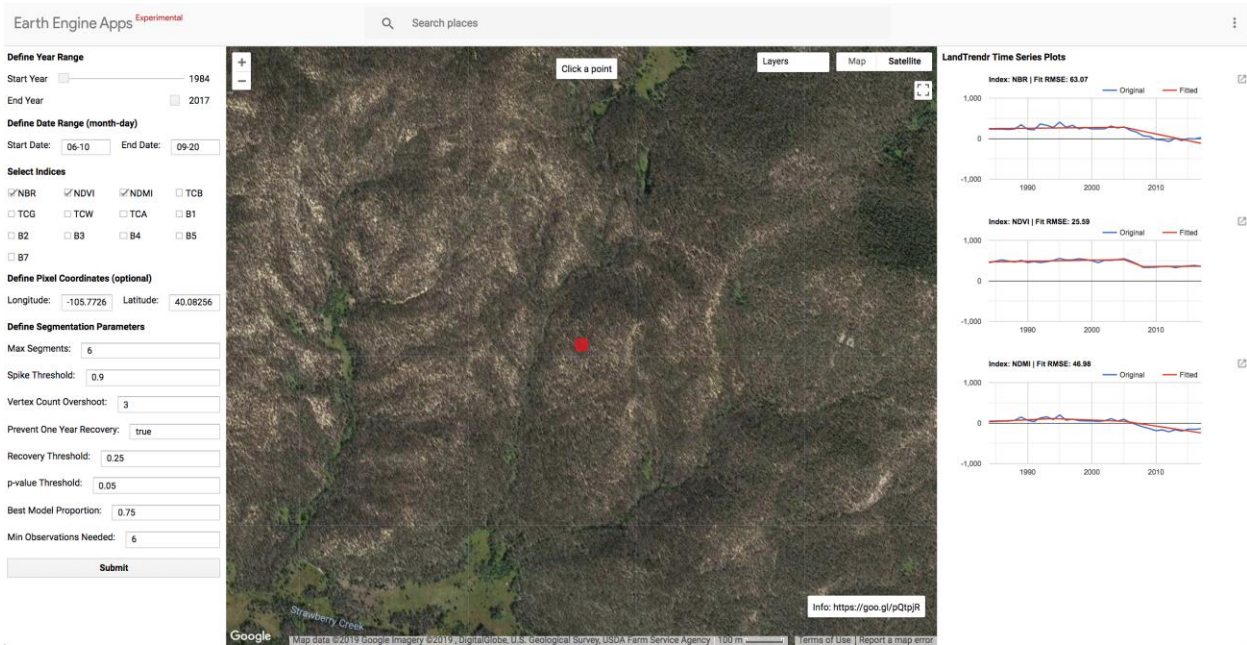 Earth Engine Apps Experimental
Search places
Define Year Range
Start Year 1984
End Year 2017
Define Date Range (month-day)
Start Date: 06-10 End Date: 09-20
Select Indices
NBR NDVI NDMI TCB
TCG TCW TCA B1
B2 B3 B4 B5
B7
Define Pixel Coordinates (optional)
Longitude: -105.7726 Latitude: 40.08256
Define Segmentation Parameters
Max Segments: 6
Spike Threshold: 0.9
Vertex Count Overshoot: 3
Prevent One Year Recovery: true
Recovery Threshold: 0.25
p-value Threshold: 0.05
Best Model Proportion: 0.75
Min Observations Needed: 6
Submit
+
−
Click a point
Layers
Map Satellite
Strawberry Creek
Info: https://goo.gl/pQtpjR
Google
Map data ©2019 Google Imagery ©2019 , DigitalGlobe, U.S. Geological Survey, USDA Farm Service Agency 100 m Terms of Use Report a map error
LandTrendr Time Series Plots
Index: NBR | Fit RMSE: 63.07
Original Fitted
1,000
0
-1,000
1990 2000 2010
Index: NDVI | Fit RMSE: 25.59
Original Fitted
1,000
0
-1,000
1990 2000 2010
Index: NDMI | Fit RMSE: 46.98
Original Fitted
1,000
0
-1,000
1990 2000 2010